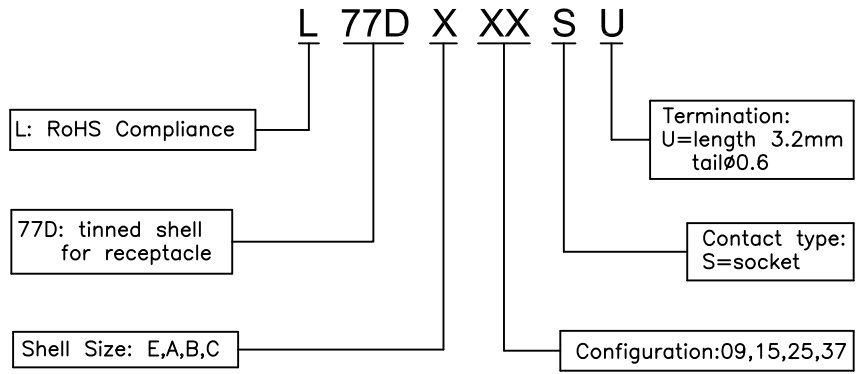 L 77D X XX S U
Termination:
U=length 3.2mm
tailø0.6
L: RoHS Compliance
77D: tinned shell
for receptacle
Contact type:
S=socket
Shell Size: E,A,B,C
Configuration:09,15,25,37